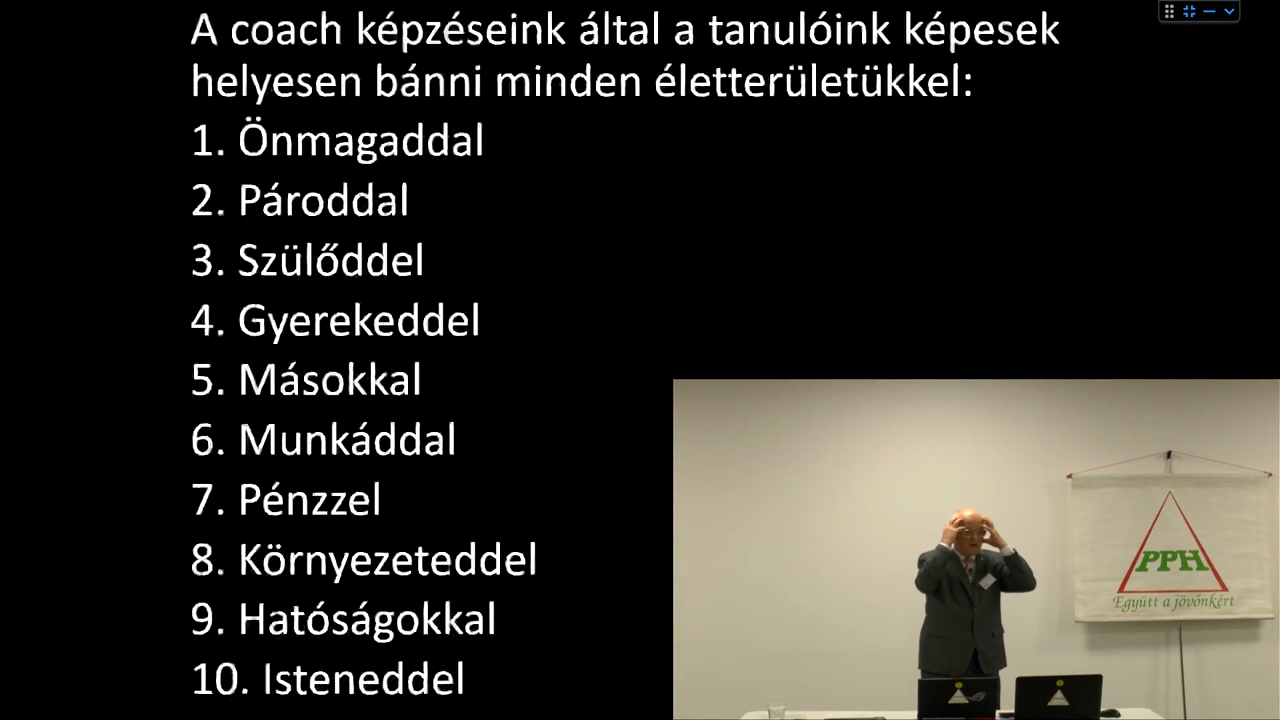 A coach képzéseink által a tanulóink képesek
helyesen bánni minden életterületükkel:
1. Önmagaddal
2. Pároddal
3. Szülőddel
4. Gyerekeddel
5. Másokkal
6. Munkáddal
7. Pénzzel
8. Környezeteddel
9. Hatóságokkal
10. Isteneddel
PPH
Együtt a jövőnkért